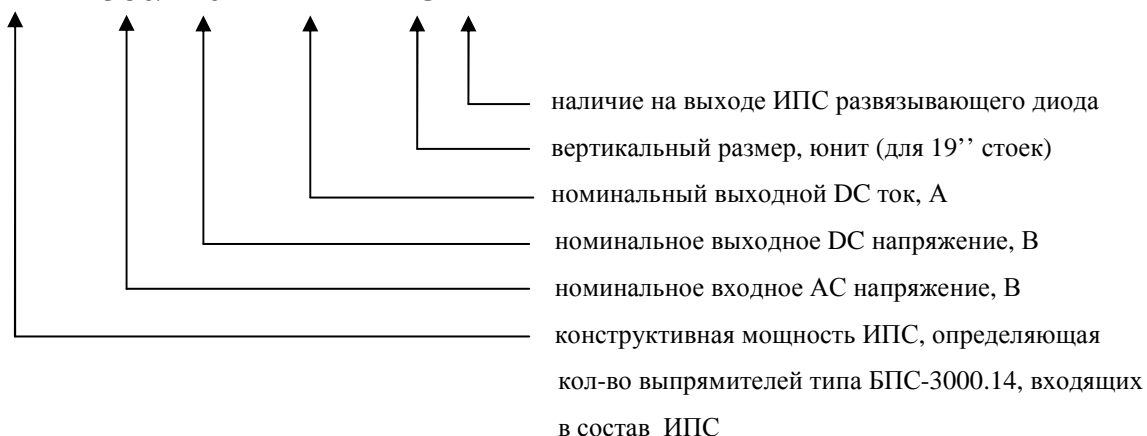 наличие на выходе ИПС развязывающего диода
вертикальный размер, юнит (для 19’’ стоек)
номинальный выходной DC ток, А
номинальное выходное DC напряжение, В
номинальное входное AC напряжение, В
конструктивная мощность ИПС, определяющая
кол-во выпрямителей типа БПС-3000.14, входящих
в состав ИПС